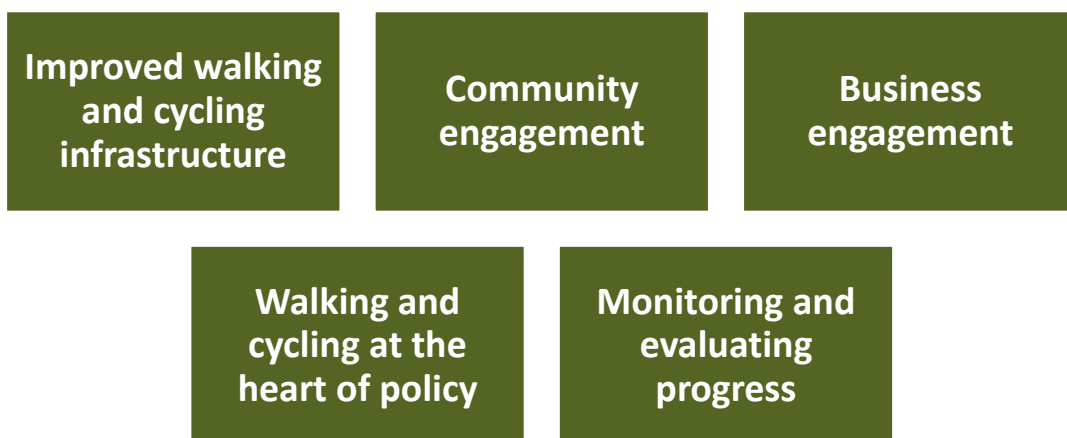 Improved walking
and cycling
infrastructure
Community
engagement
Business
engagement
Walking and
cycling at the
heart of policy
Monitoring and
evaluating
progress